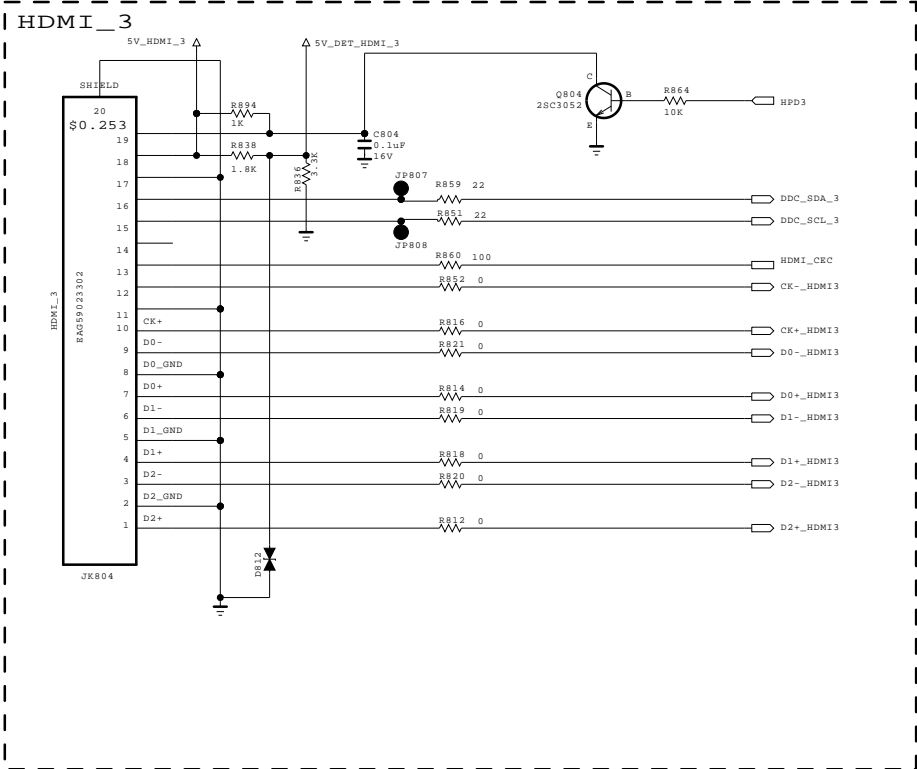 HDMI_3
5V_HDMI_3
5V_DET_HDMI_3
SHIELD
C
Q804
2SC3052
B
R864
10K
HPD3
E
20
$0.253
R894
1K
19
C804
0.1uF
16V
18
R838
1.8K
R836
3.3K
17
JP807
16
R859 22
DDC_SDA_3
15
R851 22
DDC_SCL_3
JP808
14
R860 100
HDMI_CEC
13
R852 0
CK-_HDMI3
12
HDMI_3
EAG59023302
11
CK+
R816 0
CK+_HDMI3
10
D0-
R821 0
D0-_HDMI3
9
D0_GND
8
D0+
R814 0
D0+_HDMI3
7
D1-
R819 0
D1-_HDMI3
6
D1_GND
5
D1+
R818 0
D1+_HDMI3
4
D2-
R820 0
D2-_HDMI3
3
D2_GND
2
D2+
R812 0
D2+_HDMI3
1
D812
JK804